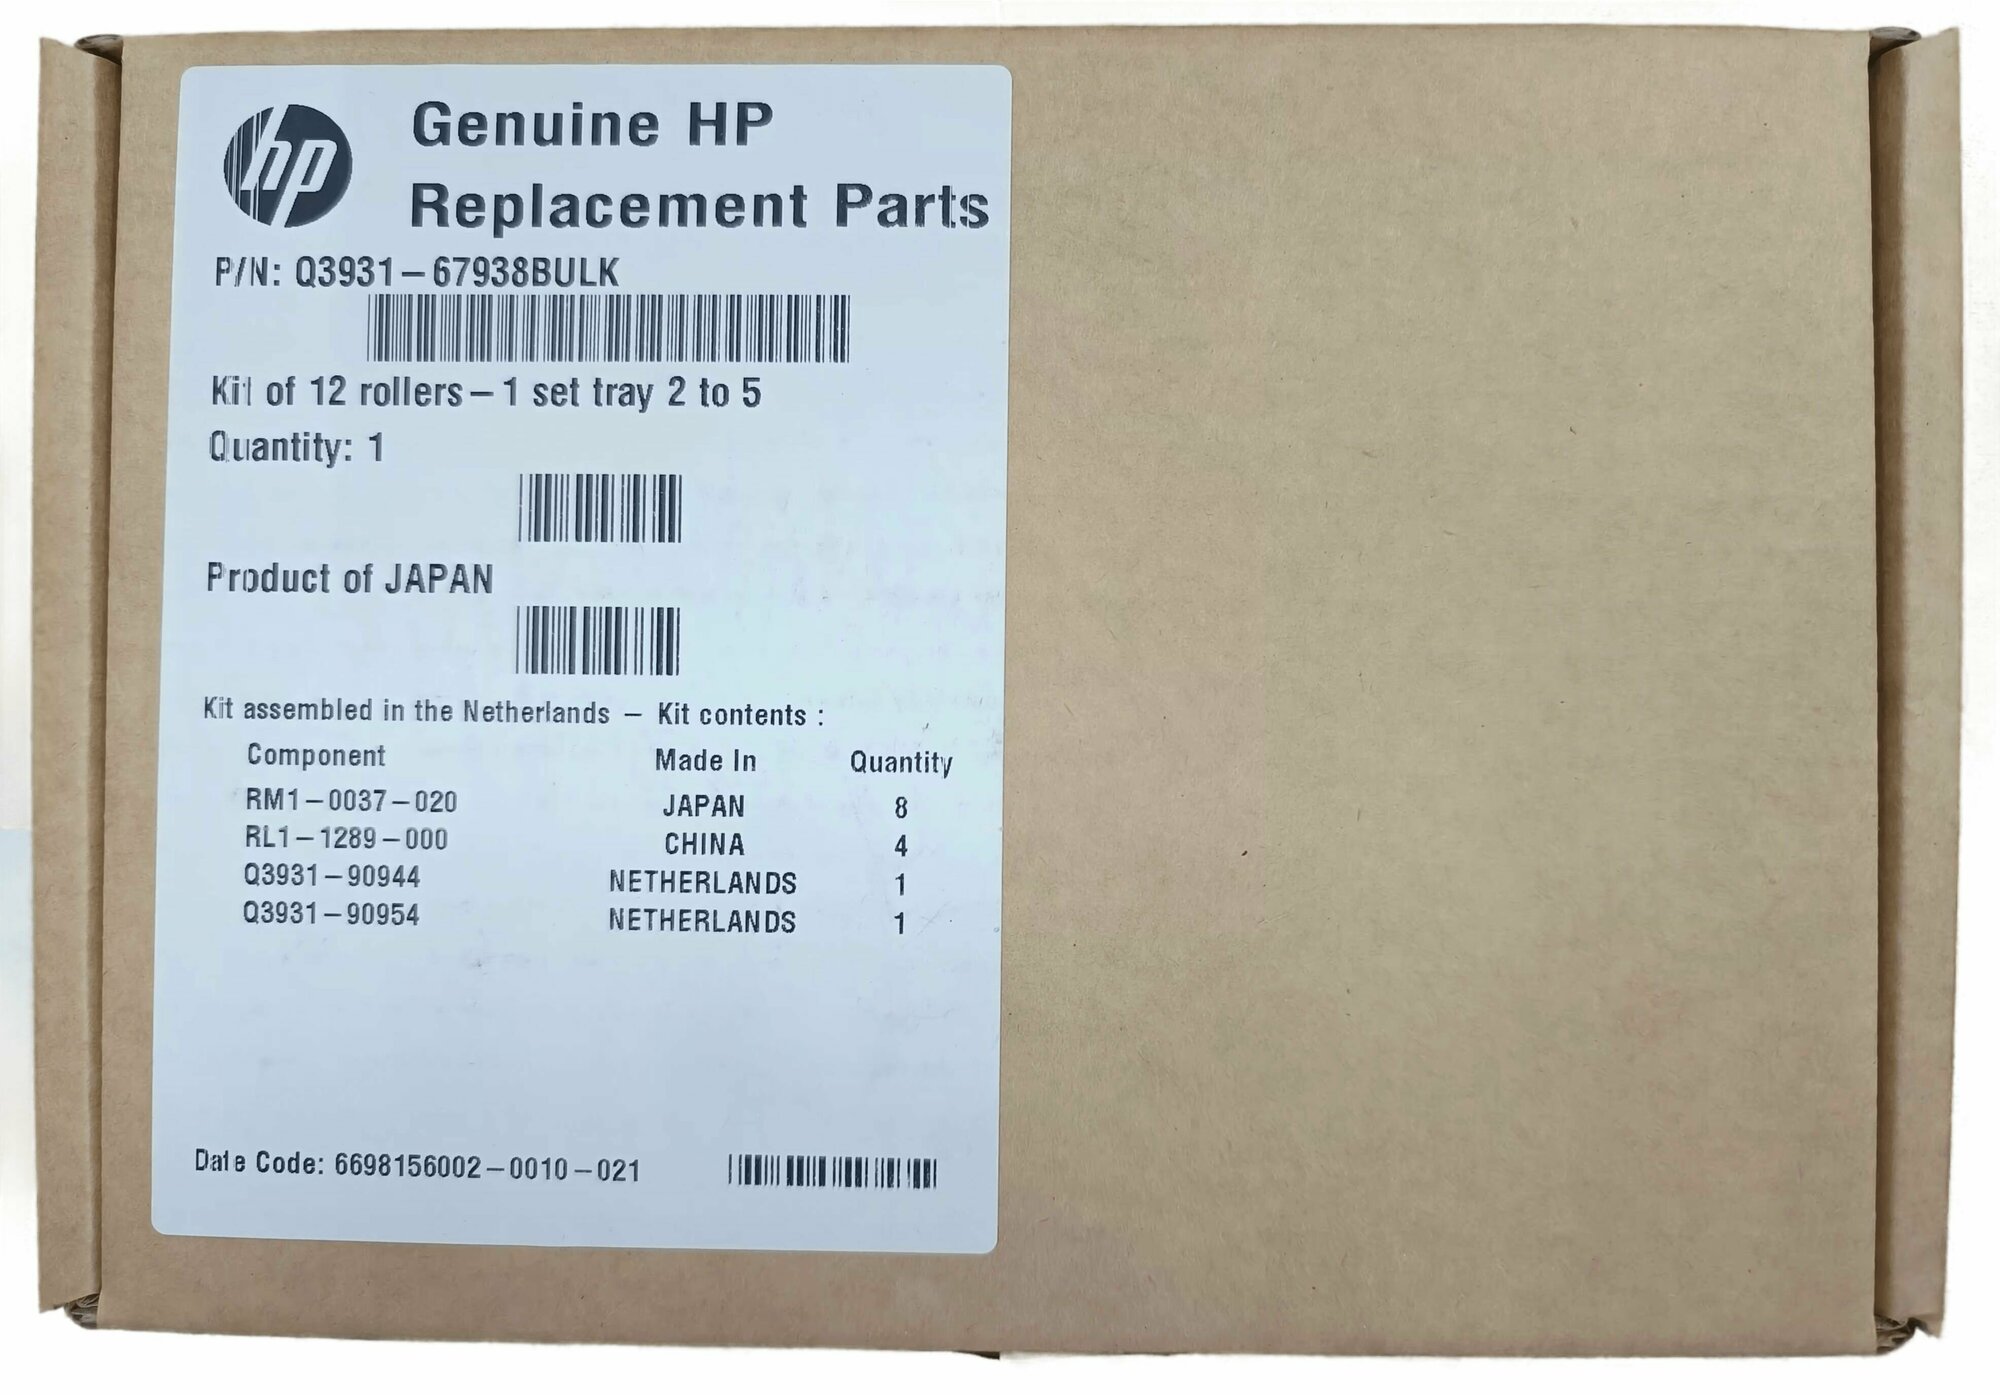 hp
Genuine HP
Replacement Parts
P/N: Q3931-67938BULK
Kit of 12 rollers-1 set tray 2 to 5
Quantity: 1
Product of JAPAN
Kit assembled in the Netherlands - Kit contents :
Component Made In Quantity
RM1-0037-020 JAPAN 8
RL1-1289-000 CHINA 4
Q3931-90944 NETHERLANDS 1
Q3931-90954 NETHERLANDS 1
Date Code: 6698156002-0010-021